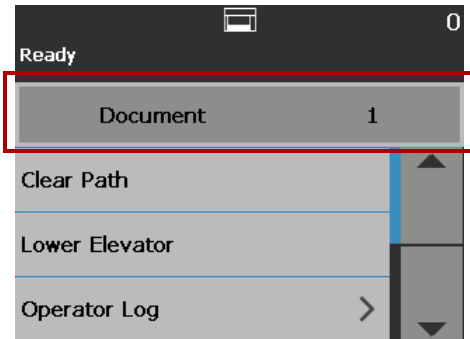 0
Ready
Document 1
Clear Path
Lower Elevator
Operator Log